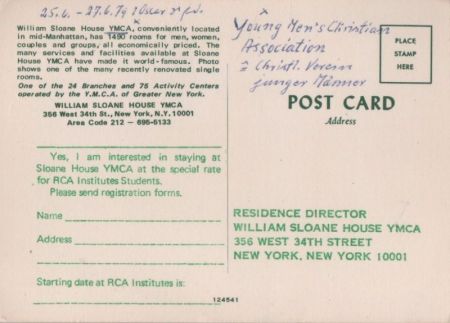 25.6. - 27.6.79
William Sloane House YMCA, conveniently located
in mid-Manhattan, has 1490 rooms for men, women,
couples and groups, all economically priced. The
many services and facilities available at Sloane
House YMCA have made it world-famous. Photo
shows one of the many recently renovated single
rooms.
One of the 24 Branches and 75 Activity Centers
operated by the Y.M.C.A. of Greater New York.
WILLIAM SLOANE HOUSE YMCA
356 West 34th St., New York, N.Y. 10001
Area Code 212 — 695-5133
Young Men's Christian
Association
= Christl. Verein
junger Männer
PLACE
STAMP
HERE
POST CARD
Address
Yes, I am interested in staying at
Sloane House YMCA at the special rate
for RCA Institutes Students.
Please send registration forms.
Name
Address
Starting date at RCA Institutes is:
RESIDENCE DIRECTOR
WILLIAM SLOANE HOUSE YMCA
356 WEST 34TH STREET
NEW YORK, NEW YORK 10001
124541